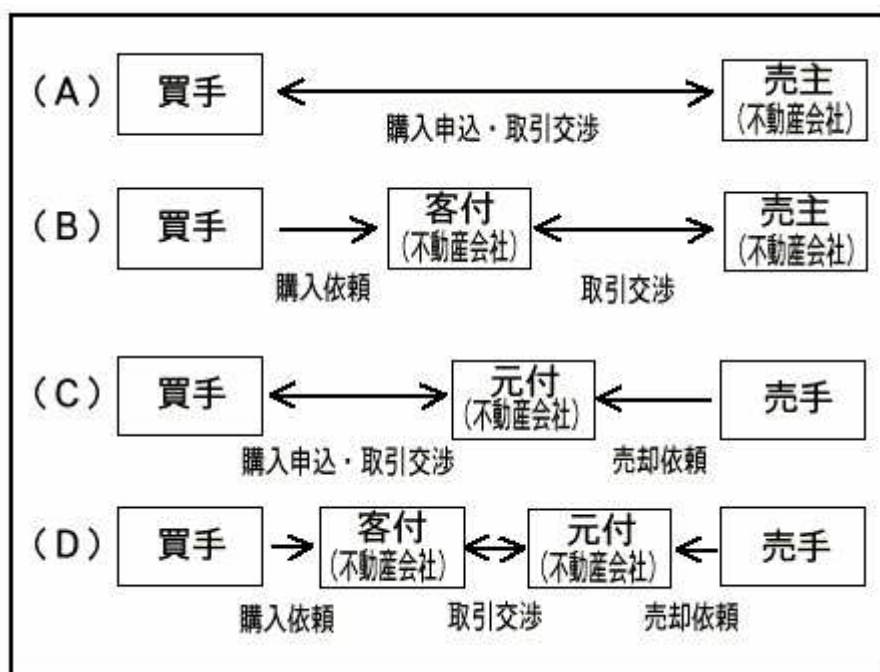 (A) 買手 売主
(不動産会社)
購入申込・取引交渉
(B) 買手 客付 売主
(不動産会社) (不動産会社)
購入依頼 取引交渉
(C) 買手 元付 売手
(不動産会社)
購入申込・取引交渉 売却依頼
(D) 買手 客付 元付 売手
(不動産会社) (不動産会社)
購入依頼 取引交渉 売却依頼